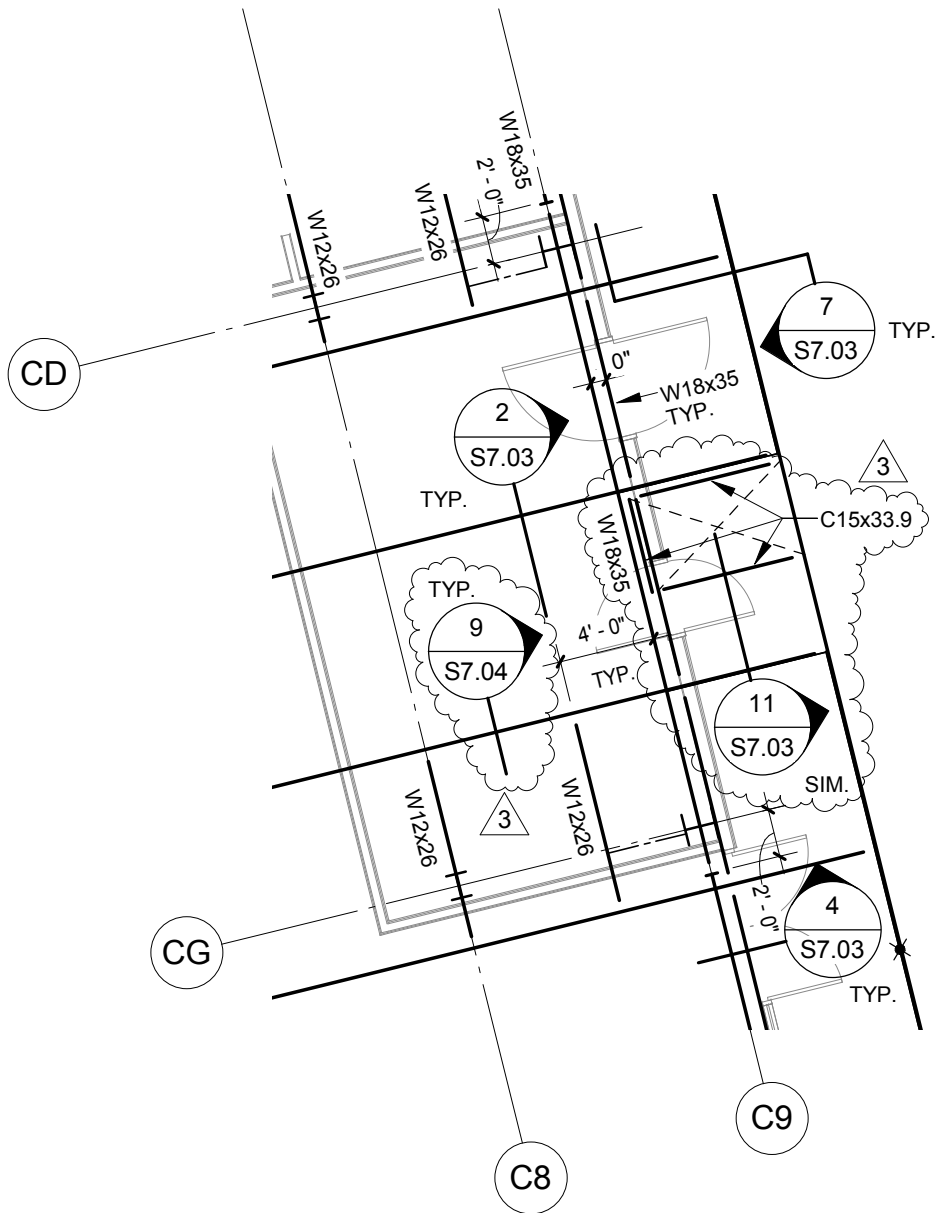 W18x35
2' - 0"
W12x26
W12x26
7
S7.03
TYP.
CD
0"
W18x35
TYP.
2
S7.03
TYP.
3
C15x33.9
W18x35
TYP.
9
S7.04
4' - 0"
TYP.
11
S7.03
SIM.
3
W12x26
W12x26
2' - 0"
4
S7.03
TYP.
CG
C9
C8